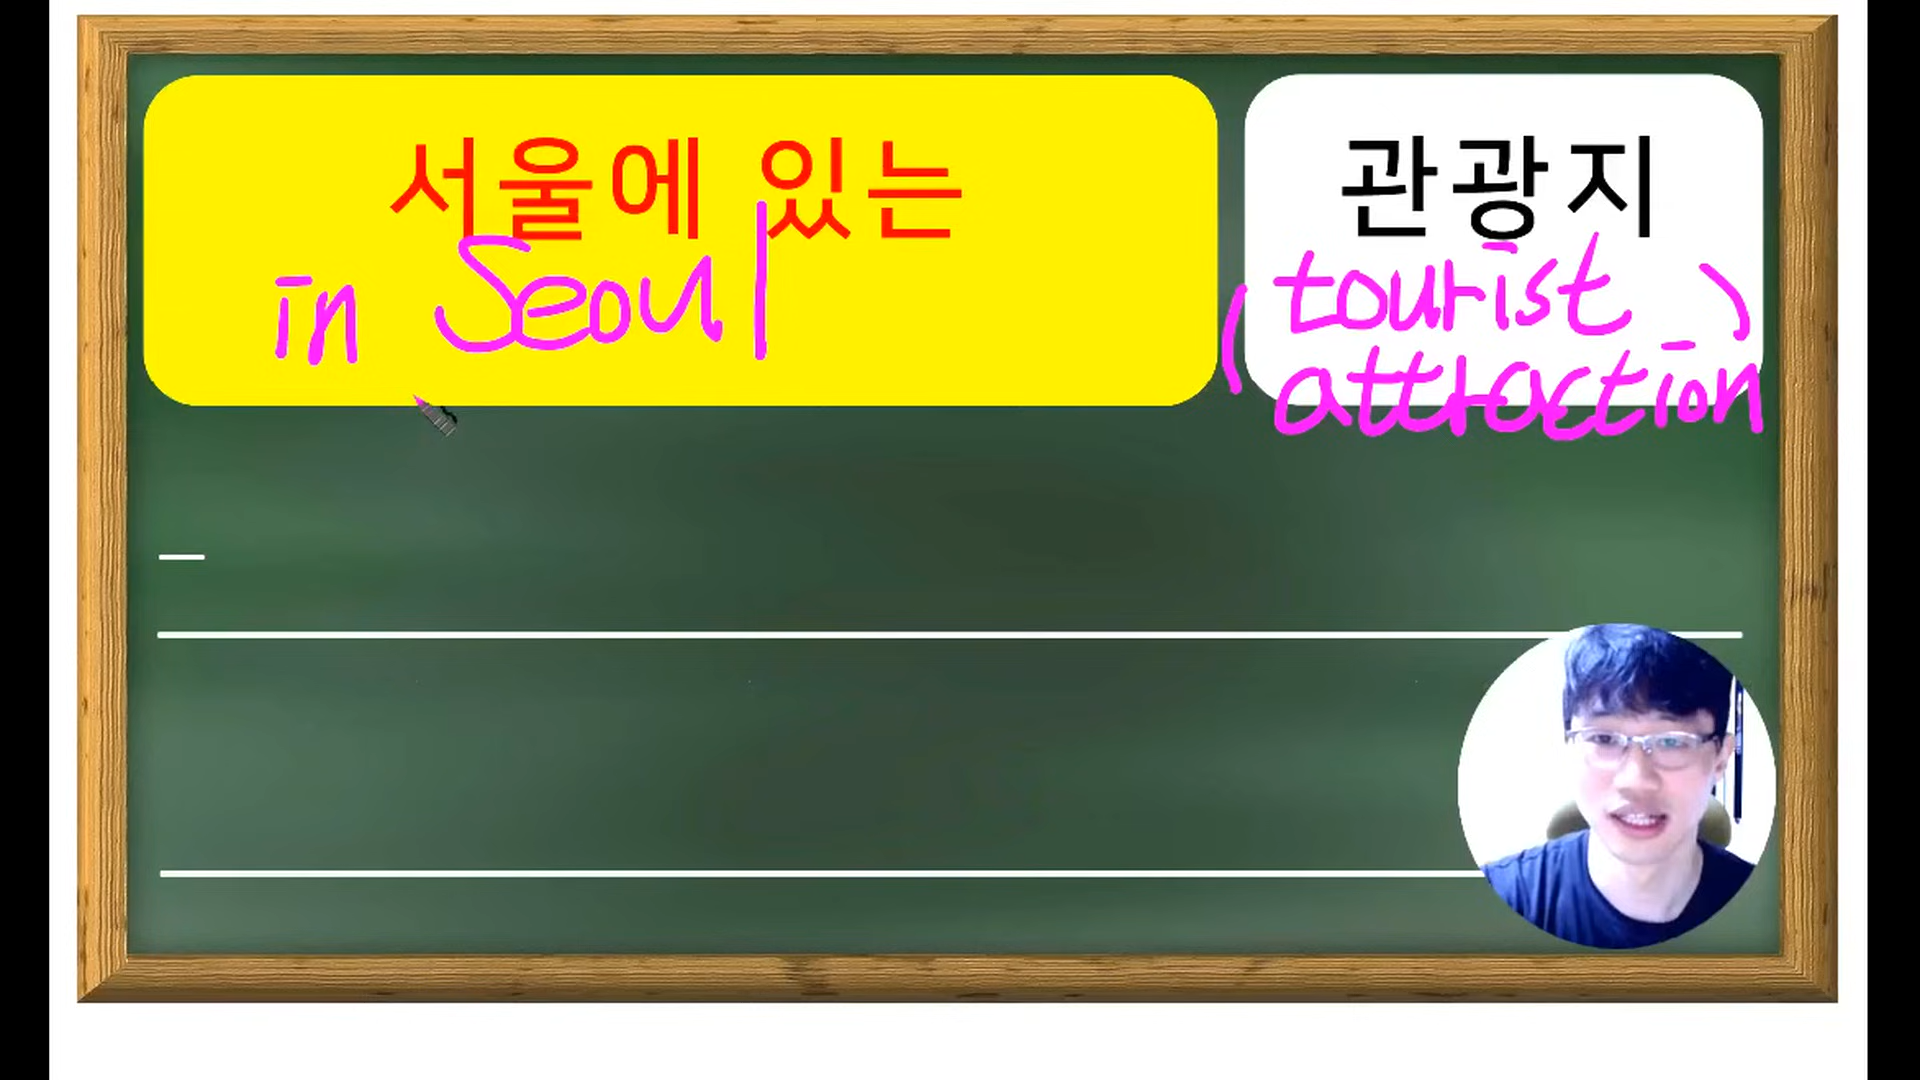 서울에 있는
in Seoul
관광지
(tourist)
attraction